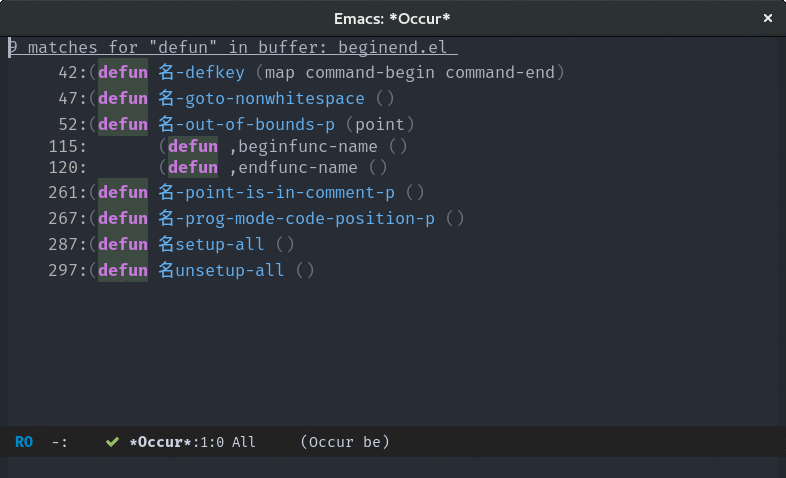 Emacs: *Occur*
9 matches for "defun" in buffer: beginend.el
42:(defun 名-defkey (map command-begin command-end)
47:(defun 名-goto-nonwhitespace ()
52:(defun 名-out-of-bounds-p (point)
115:       (defun ,beginfunc-name ()
120:       (defun ,endfunc-name ()
261:(defun 名-point-is-in-comment-p ()
267:(defun 名-prog-mode-code-position-p ()
287:(defun 名setup-all ()
297:(defun 名unsetup-all ()
RO -: ✔ *Occur*:1:0 All (Occur be)